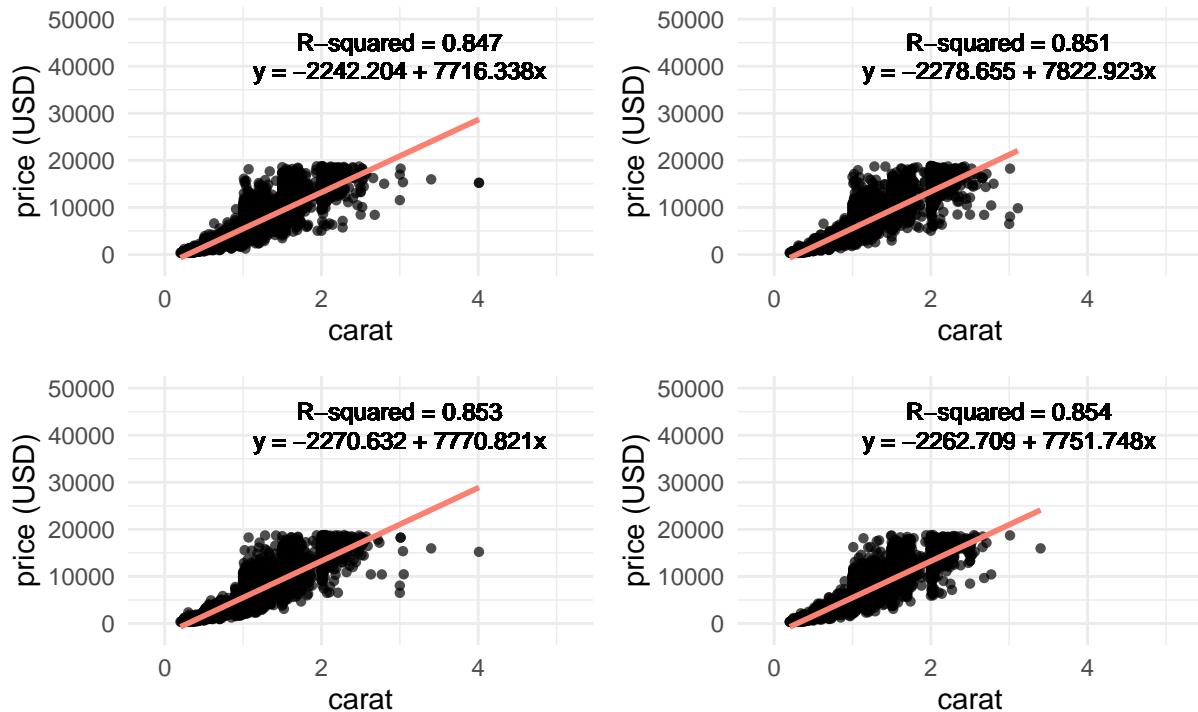 50000
R−squared = 0.847
y = −2242.204 + 7716.338x
40000
30000
20000
10000
0
price (USD)
0 2 4
carat
50000
R−squared = 0.851
y = −2278.655 + 7822.923x
40000
30000
20000
10000
0
price (USD)
0 2 4
carat
50000
R−squared = 0.853
y = −2270.632 + 7770.821x
40000
30000
20000
10000
0
price (USD)
0 2 4
carat
50000
R−squared = 0.854
y = −2262.709 + 7751.748x
40000
30000
20000
10000
0
price (USD)
0 2 4
carat